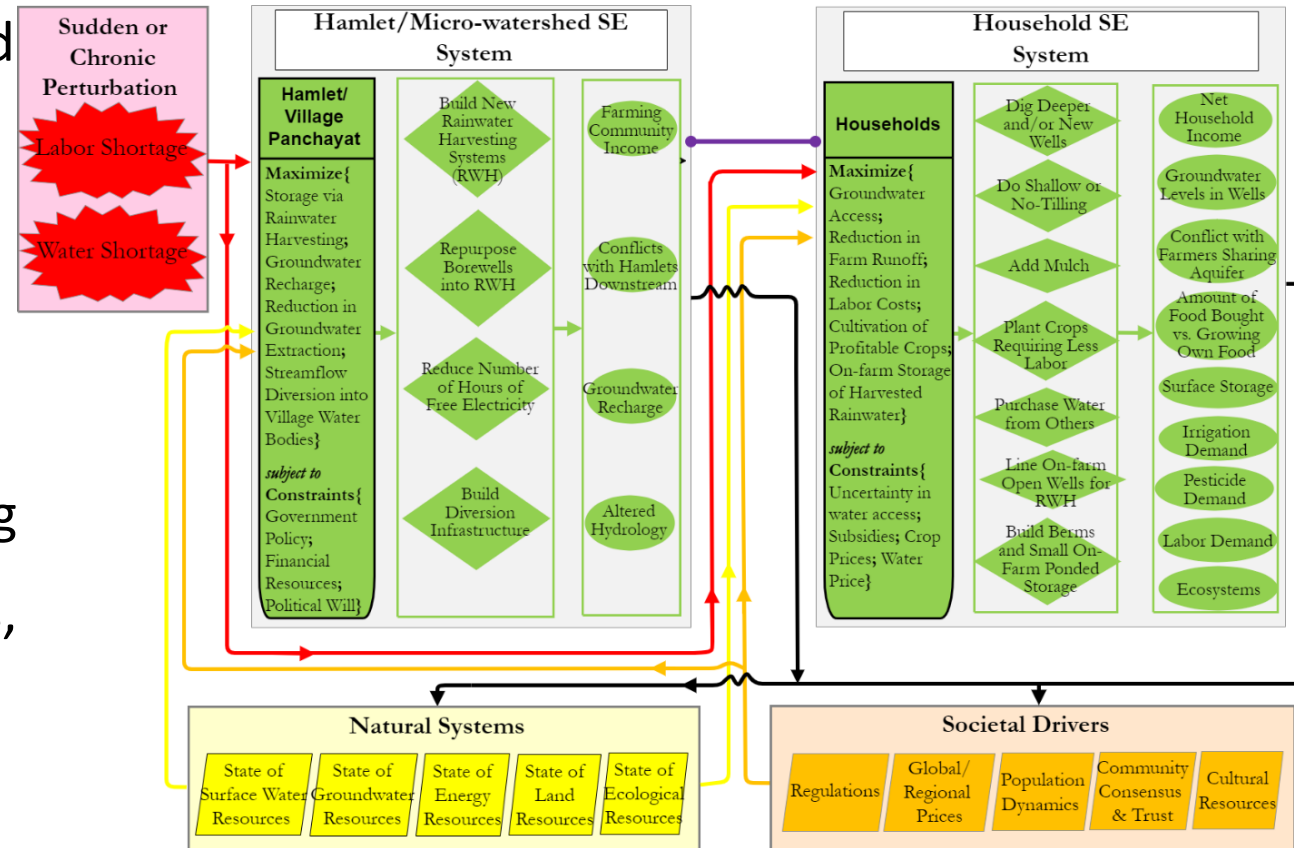 d
g
,
Sudden or
Chronic
Perturbation
Labor Shortage
Water Shortage
Hamlet/Micro-watershed SE
System
Hamlet/
Village
Panchayat
Maximize{
Storage via
Rainwater
Harvesting;
Groundwater
Recharge;
Reduction in
Groundwater
Extraction;
Streamflow
Diversion into
Village Water
Bodies}
subject to
Constraints{
Government
Policy;
Financial
Resources;
Political Will}
Build New
Rainwater
Harvesting
Systems
(RWH)
Repurpose
Borewells
into RWH
Reduce Number
of Hours of
Free Electricity
Build
Diversion
Infrastructure
Farming
Community
Income
Conflicts
with Hamlets
Downstream
Groundwater
Recharge
Altered
Hydrology
Household SE
System
Households
Maximize{
Groundwater
Access;
Reduction in
Farm Runoff;
Reduction in
Labor Costs;
Cultivation of
Profitable Crops;
On-farm Storage
of Harvested
Rainwater}
subject to
Constraints{
Uncertainty in
water access;
Subsidies; Crop
Prices; Water
Price}
Dig Deeper
and/or New
Wells
Do Shallow or
No-Tilling
Add Mulch
Plant Crops
Requiring Less
Labor
Purchase Water
from Others
Line On-farm
Open Wells for
RWH
Build Berms
and Small On-
Farm Ponded
Storage
Net
Household
Income
Groundwater
Levels in Wells
Conflict with
Farmers Sharing
Aquifer
Amount of
Food Bought
vs. Growing
Own Food
Surface Storage
Irrigation
Demand
Pesticide
Demand
Labor Demand
Ecosystems
Natural Systems
State of
Surface Water
Resources
State of
Groundwater
Resources
State of
Energy
Resources
State of
Land
Resources
State of
Ecological
Resources
Societal Drivers
Regulations
Global/
Regional
Prices
Population
Dynamics
Community
Consensus
& Trust
Cultural
Resources